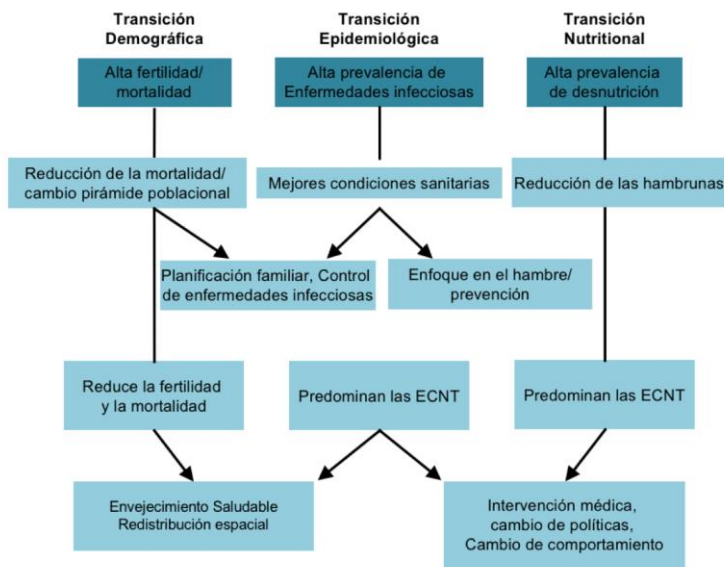 Transición
Demográfica
Transición
Epidemiológica
Transición
Nutritional
Alta fertilidad/
mortalidad
Alta prevalencia de
Enfermedades infecciosas
Alta prevalencia
de desnutrición
Reducción de la mortalidad/
cambio pirámide poblacional
Mejores condiciones sanitarias
Reducción de las hambrunas
Planificación familiar, Control
de enfermedades infecciosas
Enfoque en el hambre/
prevención
Reduce la fertilidad
y la mortalidad
Predominan las ECNT
Predominan las ECNT
Envejecimiento Saludable
Redistribución espacial
Intervención médica,
cambio de políticas,
Cambio de comportamiento